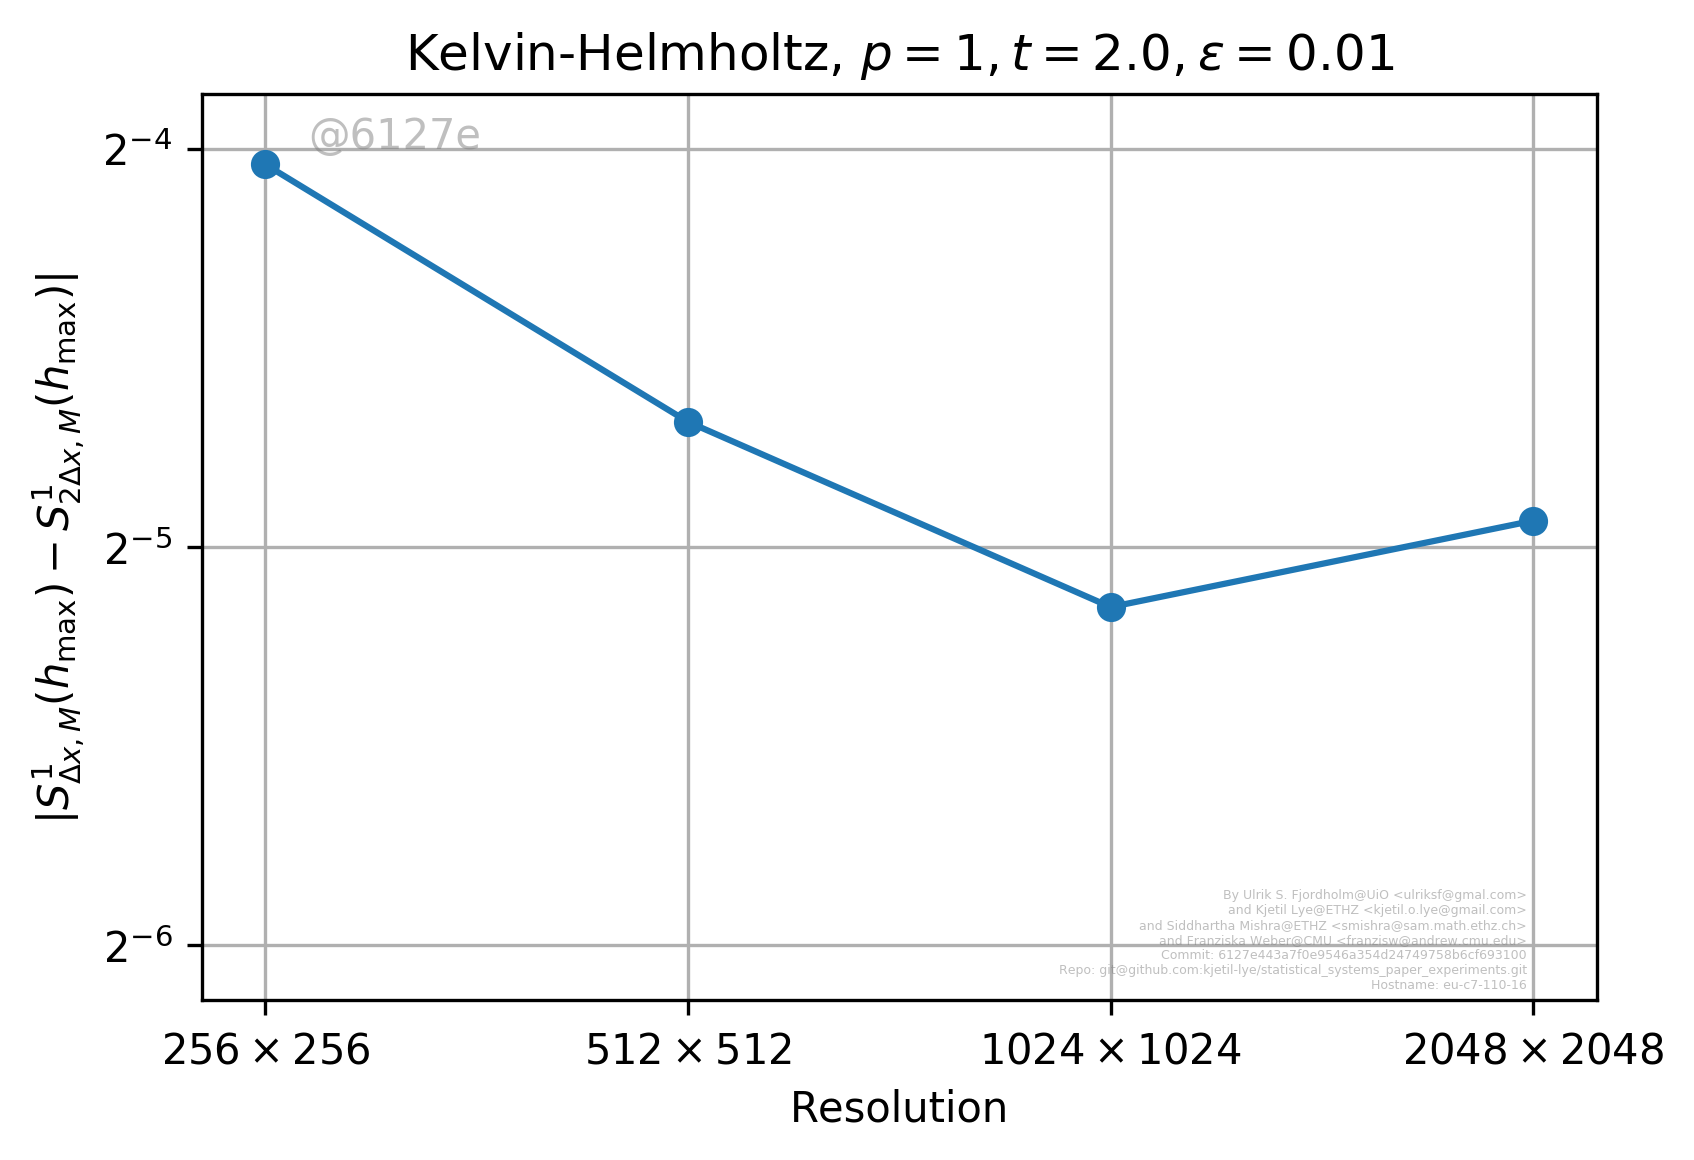 Kelvin-Helmholtz, p = 1, t = 2.0, ε = 0.01
@6127e
2⁻⁴
2⁻⁵
2⁻⁶
|S¹_{Δx, M}(h_max) − S¹_{2Δx, M}(h_max)|
By Ulrik S. Fjordholm@UiO <ulriksf@gmal.com>
and Kjetil Lye@ETHZ <kjetil.o.lye@gmail.com>
and Siddhartha Mishra@ETHZ <smishra@sam.math.ethz.ch>
and Franziska Weber@CMU <franzisw@andrew.cmu.edu>
Commit: 6127e443a7f0e9546a354d24749758b6cf693100
Repo: git@github.com:kjetil-lye/statistical_systems_paper_experiments.git
Hostname: eu-c7-110-16
256 × 256
512 × 512
1024 × 1024
2048 × 2048
Resolution